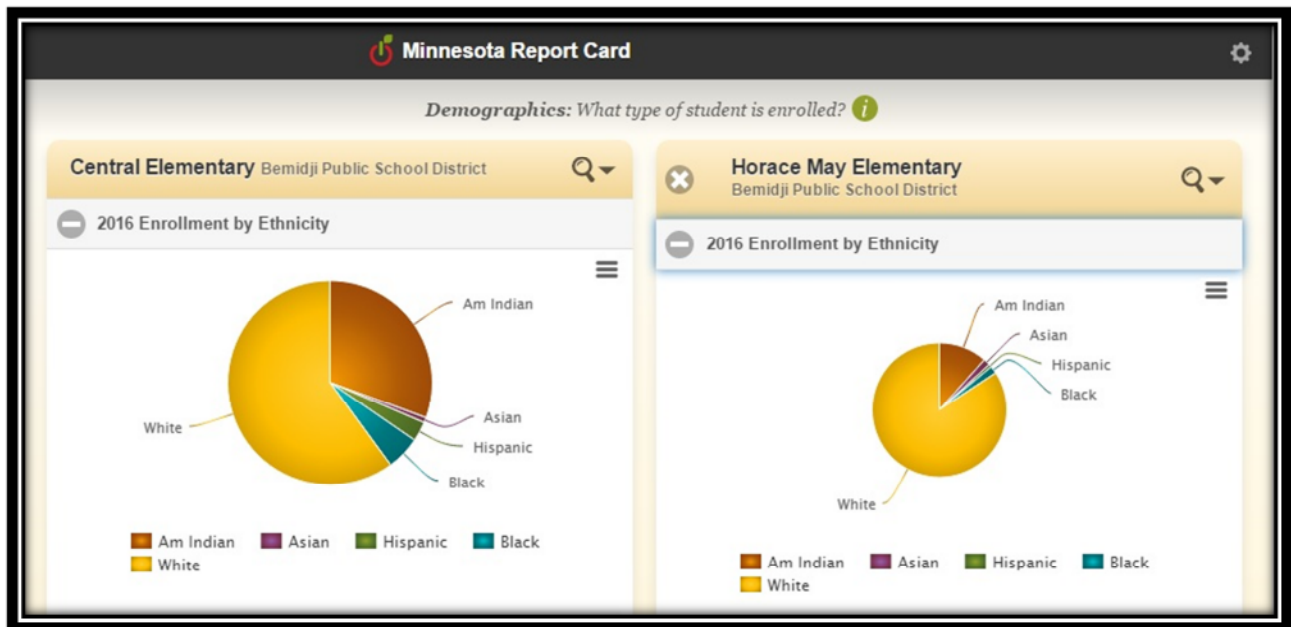 Minnesota Report Card
Demographics: What type of student is enrolled? i
Central Elementary Bemidji Public School District
2016 Enrollment by Ethnicity
Am Indian
Asian
Hispanic
Black
White
Am Indian Asian Hispanic Black
White
Horace May Elementary
Bemidji Public School District
2016 Enrollment by Ethnicity
Am Indian
Asian
Hispanic
Black
White
Am Indian Asian Hispanic Black
White